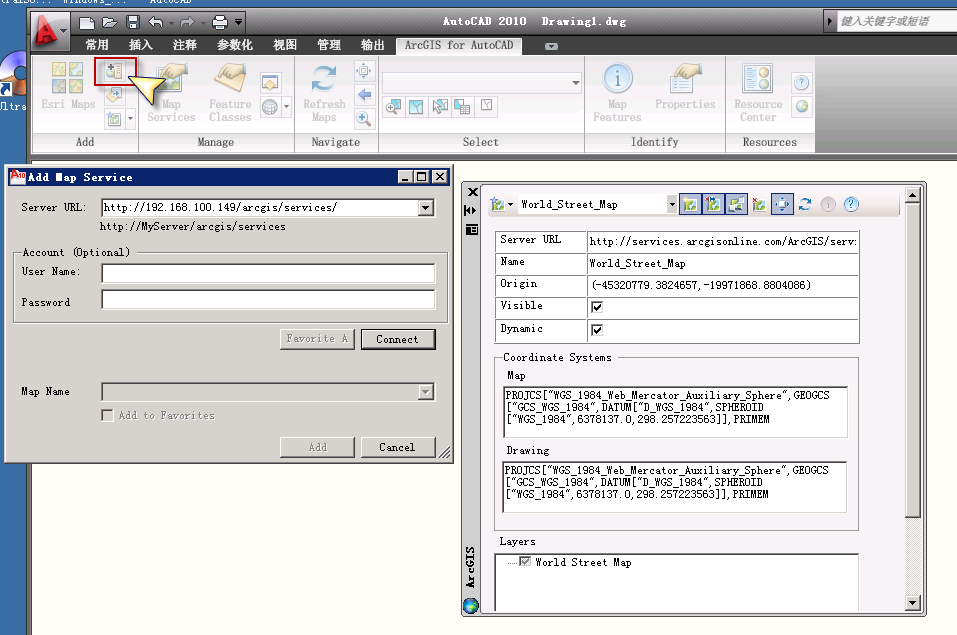 AutoCAD 2010 Drawing1.dwg
键入关键字或短语
常用 插入 注释 参数化 视图 管理 输出 ArcGIS for AutoCAD
Esri Maps
Map Services
Feature Classes
Refresh Maps
Map Features
Properties
Resource Center
Add Manage Navigate Select Identify Resources
Add Map Service
Server URL: http://192.168.100.149/arcgis/services/
http://MyServer/arcgis/services
Account (Optional)
User Name:
Password
Favorite A Connect
Map Name
Add to Favorites
Add Cancel
World_Street_Map
Server URL http://services.arcgisonline.com/ArcGIS/serv
Name World_Street_Map
Origin (-45320779.3824657,-19971868.8804086)
Visible
Dynamic
Coordinate Systems
Map
PROJCS["WGS_1984_Web_Mercator_Auxiliary_Sphere",GEOGCS
["GCS_WGS_1984",DATUM["D_WGS_1984",SPHEROID
["WGS_1984",6378137.0,298.257223563]],PRIMEM
Drawing
PROJCS["WGS_1984_Web_Mercator_Auxiliary_Sphere",GEOGCS
["GCS_WGS_1984",DATUM["D_WGS_1984",SPHEROID
["WGS_1984",6378137.0,298.257223563]],PRIMEM
Layers
World Street Map
ArcGIS